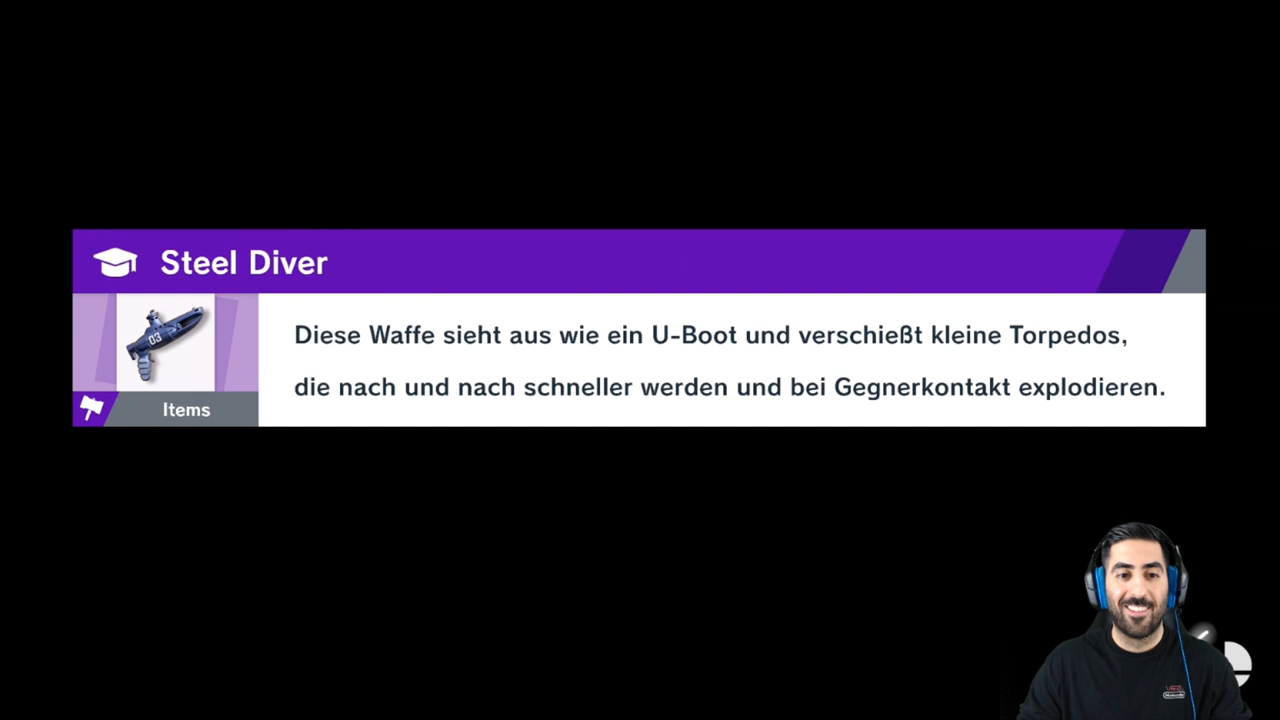 Steel Diver
03
Diese Waffe sieht aus wie ein U-Boot und verschießt kleine Torpedos,
die nach und nach schneller werden und bei Gegnerkontakt explodieren.
Items